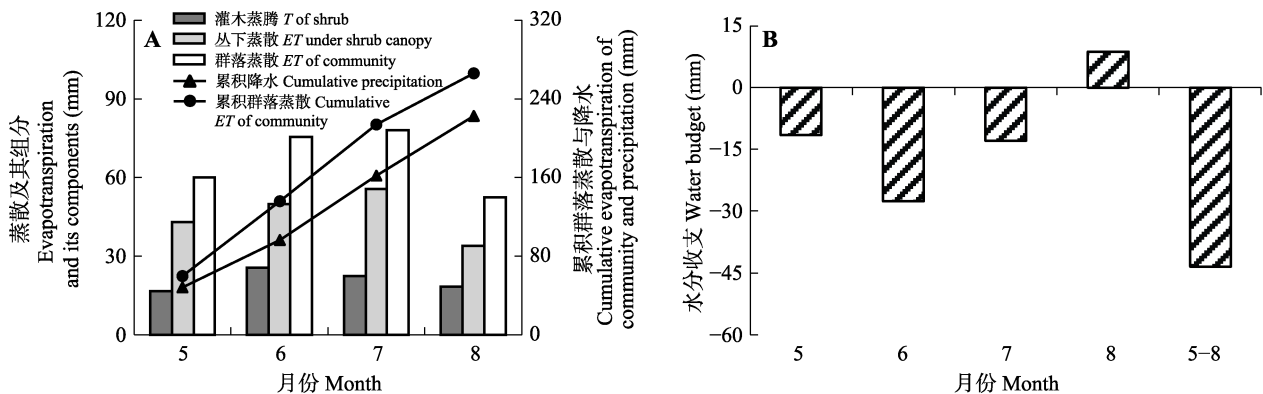 A
灌木蒸腾 T of shrub
丛下蒸散 ET under shrub canopy
群落蒸散 ET of community
累积降水 Cumulative precipitation
累积群落蒸散 Cumulative
ET of community
蒸散及其组分
Evapotranspiration
and its components (mm)
120
90
60
30
0
5
6
7
8
月份 Month
320
240
160
80
0
累积群落蒸散与降水
Cumulative evapotranspiration of
community and precipitation (mm)
B
水分收支 Water budget (mm)
15
0
−15
−30
−45
−60
5
6
7
8
5−8
月份 Month